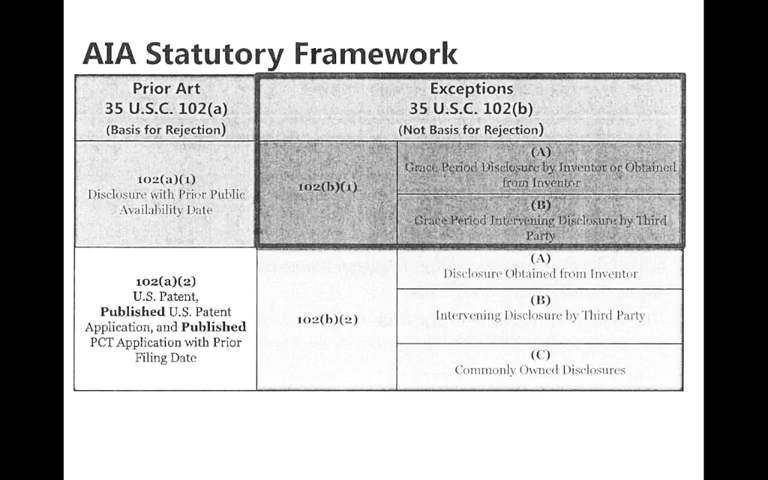 AIA Statutory Framework
Prior Art
35 U.S.C. 102(a)
(Basis for Rejection)
Exceptions
35 U.S.C. 102(b)
(Not Basis for Rejection)
102(a)(1)
Disclosure with Prior Public
Availability Date
102(b)(1)
(A)
Grace Period Disclosure by Inventor or Obtained
from Inventor
(B)
Grace Period Intervening Disclosure by Third
Party
102(a)(2)
U.S. Patent,
Published U.S. Patent
Application, and Published
PCT Application with Prior
Filing Date
102(b)(2)
(A)
Disclosure Obtained from Inventor
(B)
Intervening Disclosure by Third Party
(C)
Commonly Owned Disclosures